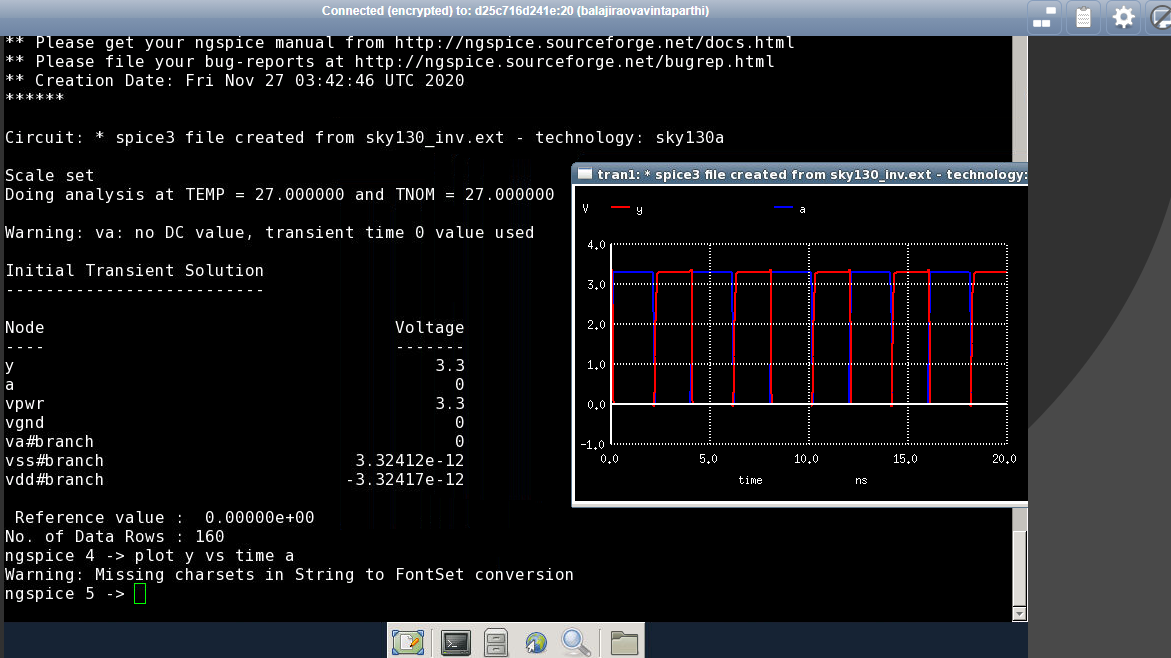 Connected (encrypted) to: d25c716d241e:20 (balajiraovavintaparthi)
** Please get your ngspice manual from http://ngspice.sourceforge.net/docs.html
** Please file your bug-reports at http://ngspice.sourceforge.net/bugrep.html
** Creation Date: Fri Nov 27 03:42:46 UTC 2020
******
Circuit: * spice3 file created from sky130_inv.ext - technology: sky130a
Scale set
Doing analysis at TEMP = 27.000000 and TNOM = 27.000000
Warning: va: no DC value, transient time 0 value used
Initial Transient Solution
--------------------------
Node Voltage
---- -------
y 3.3
a 0
vpwr 3.3
vgnd 0
va#branch 0
vss#branch 3.32412e-12
vdd#branch -3.32417e-12
Reference value : 0.00000e+00
No. of Data Rows : 160
ngspice 4 -> plot y vs time a
Warning: Missing charsets in String to FontSet conversion
ngspice 5 ->
tran1: * spice3 file created from sky130_inv.ext - technology:
V y a
4.0
3.0
2.0
1.0
0.0
-1.0
0.0 5.0 10.0 15.0 20.0
time ns